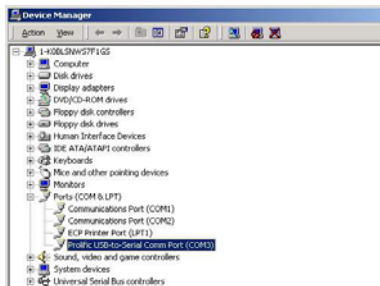 Device Manager
Action View
1-K0BLSNWS7F1GS
Computer
Disk drives
Display adapters
DVD/CD-ROM drives
Floppy disk controllers
Floppy disk drives
Human Interface Devices
IDE ATA/ATAPI controllers
Keyboards
Mice and other pointing devices
Monitors
Ports (COM & LPT)
Communications Port (COM1)
Communications Port (COM2)
ECP Printer Port (LPT1)
Prolific USB-to-Serial Comm Port (COM3)
Sound, video and game controllers
System devices
Universal Serial Bus controllers